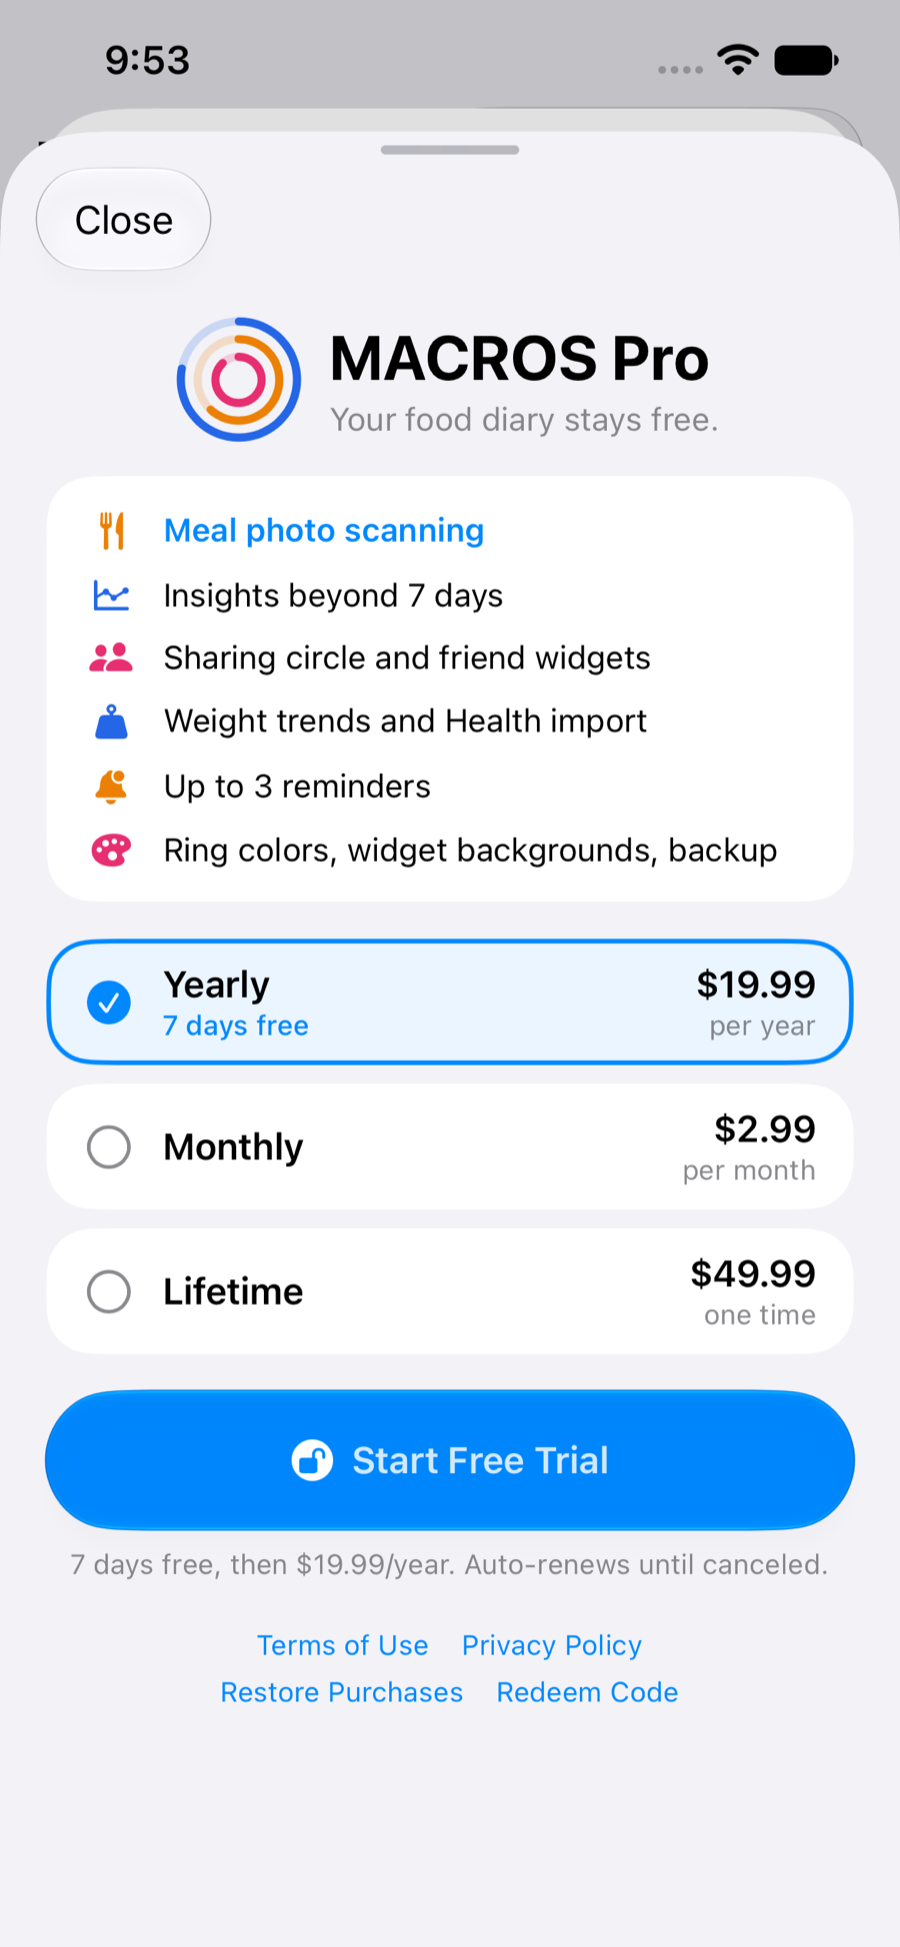 9:53
Close
MACROS Pro
Your food diary stays free.
Meal photo scanning
Insights beyond 7 days
Sharing circle and friend widgets
Weight trends and Health import
Up to 3 reminders
Ring colors, widget backgrounds, backup
Yearly
$19.99
7 days free
per year
Monthly
$2.99
per month
Lifetime
$49.99
one time
Start Free Trial
7 days free, then $19.99/year. Auto-renews until canceled.
Terms of Use Privacy Policy
Restore Purchases Redeem Code